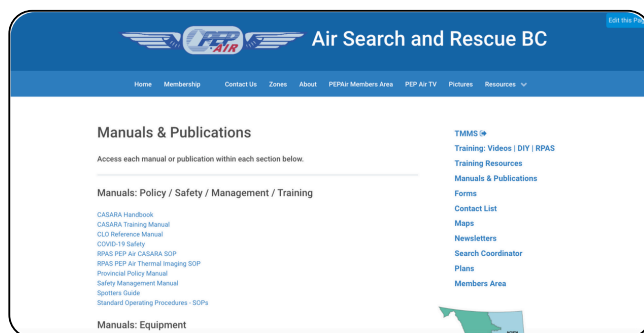 Edit this Pag
PEP
AIR
Air Search and Rescue BC
Home Membership Contact Us Zones About PEPAir Members Area PEP Air TV Pictures Resources
Manuals & Publications
Access each manual or publication within each section below.
Manuals: Policy / Safety / Management / Training
CASARA Handbook
CASARA Training Manual
CLO Reference Manual
COVID-19 Safety
RPAS PEP Air CASARA SOP
RPAS PEP Air Thermal Imaging SOP
Provincial Policy Manual
Safety Management Manual
Spotters Guide
Standard Operating Procedures - SOPs
Manuals: Equipment
TMMS
Training: Videos | DIY | RPAS
Training Resources
Manuals & Publications
Forms
Contact List
Maps
Newsletters
Search Coordinator
Plans
Members Area